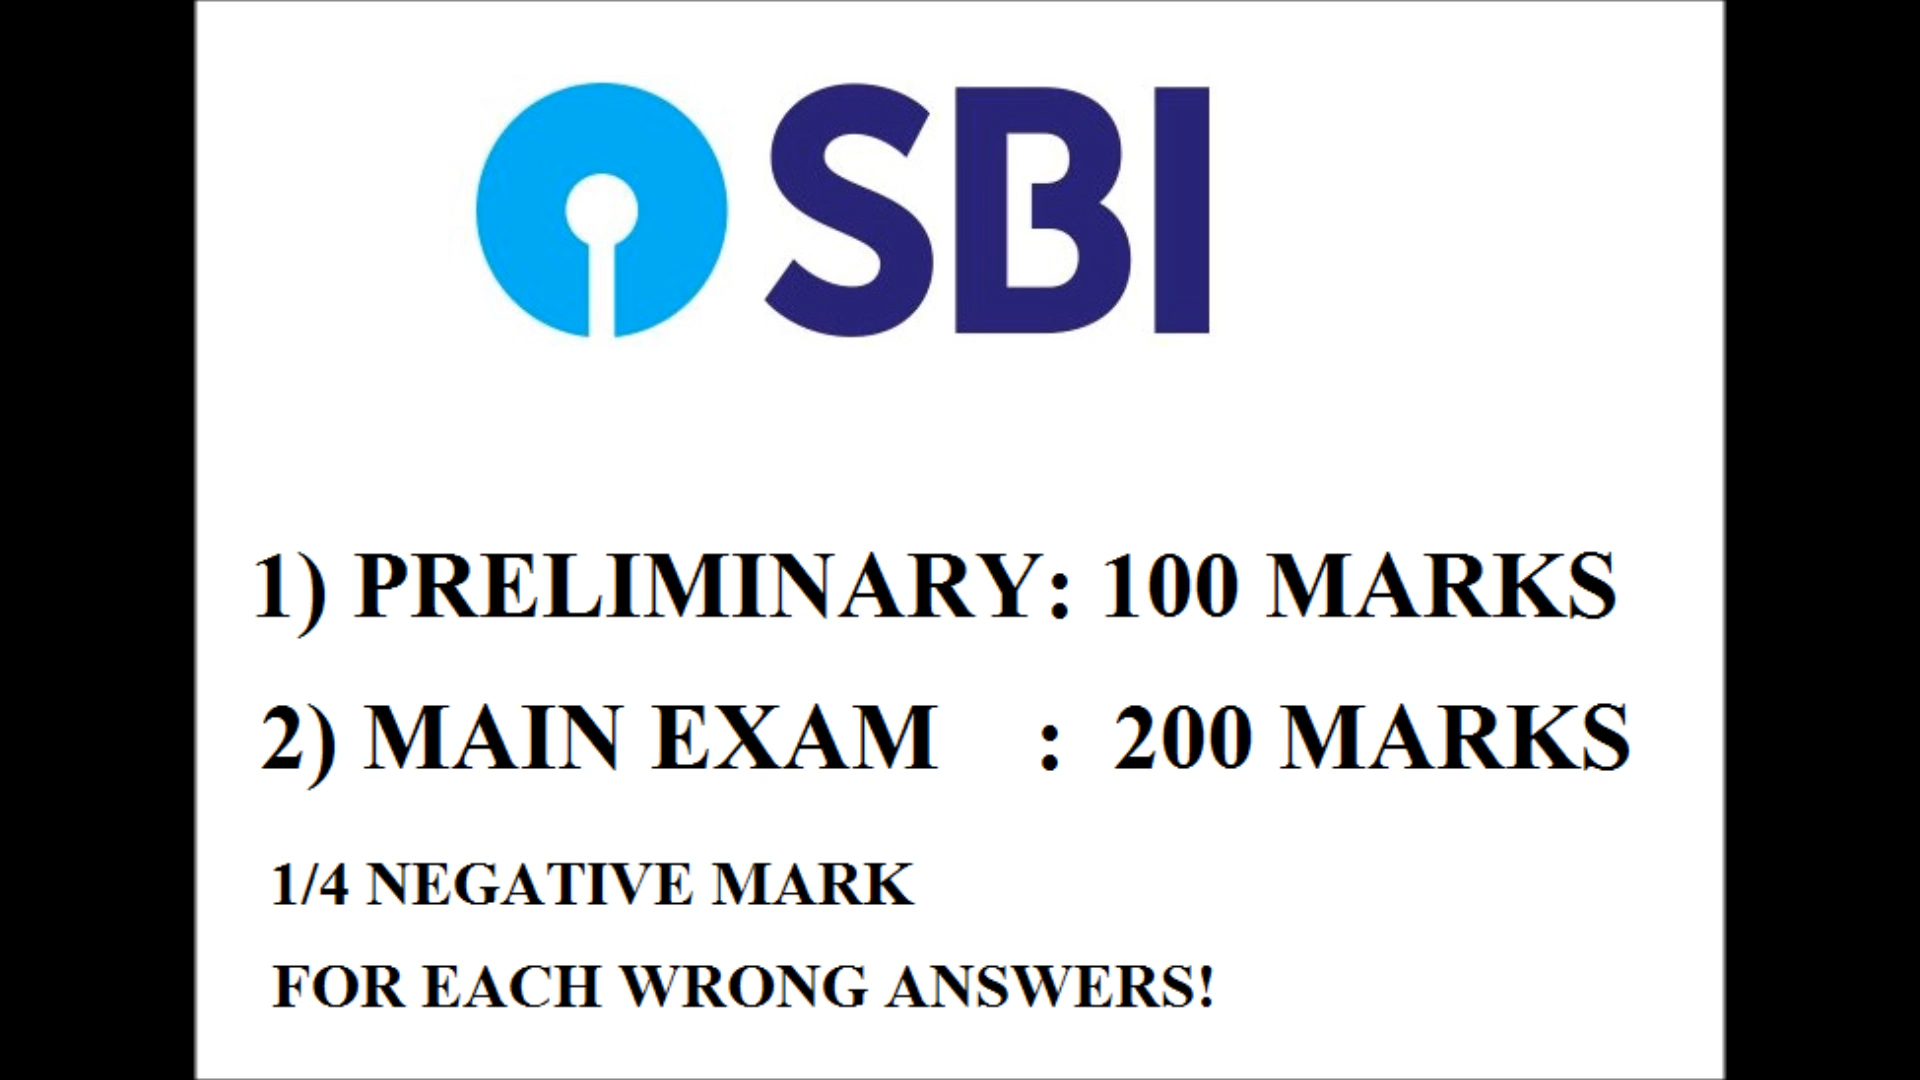 SBI
1) PRELIMINARY: 100 MARKS
2) MAIN EXAM : 200 MARKS
1/4 NEGATIVE MARK
FOR EACH WRONG ANSWERS!